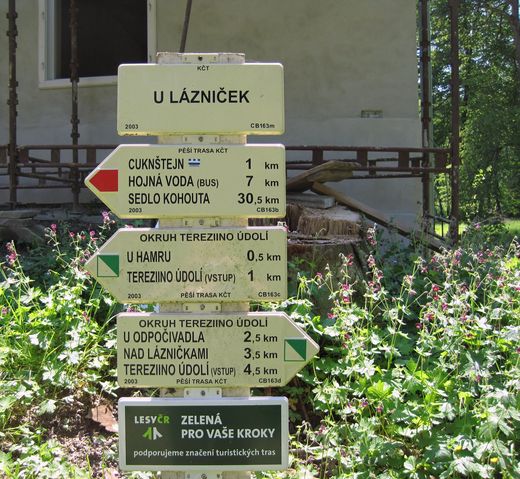 KČT
U LÁZNIČEK
2003 CB163m
PĚŠÍ TRASA KČT
CUKNŠTEJN 1 km
HOJNÁ VODA (BUS) 7 km
SEDLO KOHOUTA 30,5 km
2003 CB163b
OKRUH TEREZIINO ÚDOLÍ
U HAMRU 0,5 km
TEREZIINO ÚDOLÍ (VSTUP) 1 km
2003 PĚŠÍ TRASA KČT CB163c
OKRUH TEREZIINO ÚDOLÍ
U ODPOČIVADLA 2,5 km
NAD LÁZNIČKAMI 3,5 km
TEREZIINO ÚDOLÍ (VSTUP) 4,5 km
2003 PĚŠÍ TRASA KČT CB163d
LESY ČR ZELENÁ
PRO VAŠE KROKY
podporujeme značení turistických tras